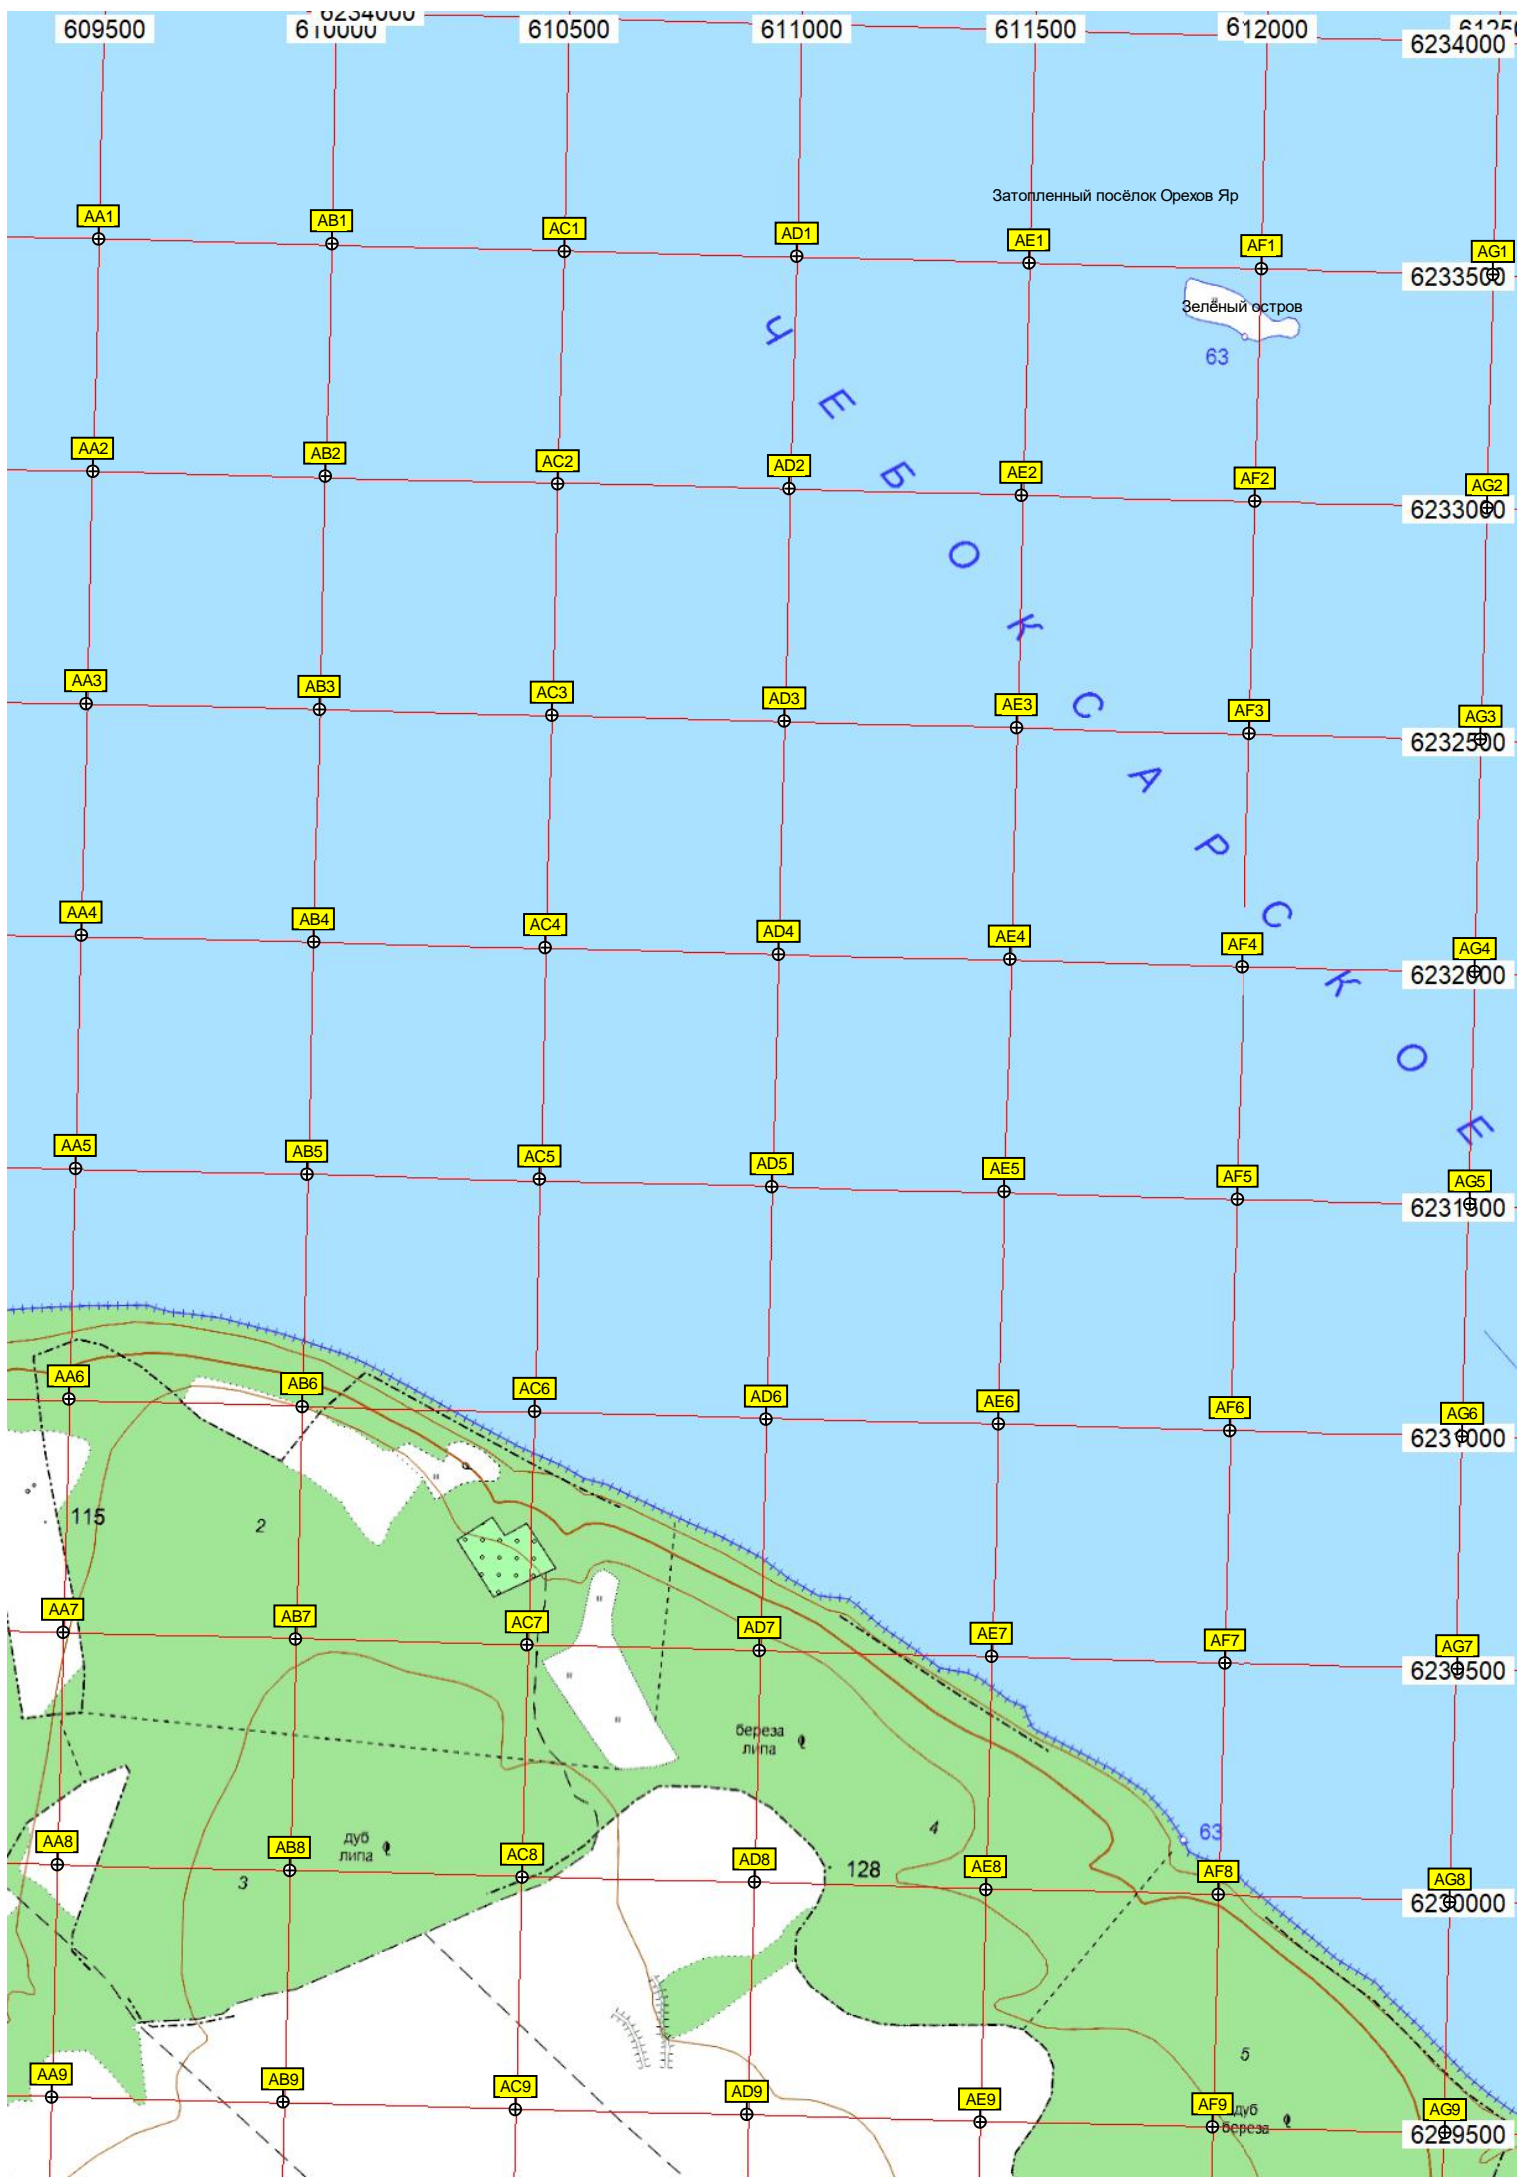 6234000
609500 610000 610500 611000 611500 612000
6234000
Затопленный посёлок Орехов Яр
AA1 AB1 AC1 AD1 AE1 AF1 AG1
6233500
Зелёный остров
63
ЧЕБОКСАРСКОЕ
AA2 AB2 AC2 AD2 AE2 AF2 AG2
6233000
AA3 AB3 AC3 AD3 AE3 AF3 AG3
6232500
AA4 AB4 AC4 AD4 AE4 AF4 AG4
6232000
AA5 AB5 AC5 AD5 AE5 AF5 AG5
6231500
AA6 AB6 AC6 AD6 AE6 AF6 AG6
6231000
115 2
AA7 AB7 AC7 AD7 AE7 AF7 AG7
6230500
береза
липа
4 63
дуб
липа
AA8 AB8 AC8 AD8 AE8 AF8 AG8
128
3
6230000
5
AA9 AB9 AC9 AD9 AE9 AF9 AG9
дуб
береза
6229500